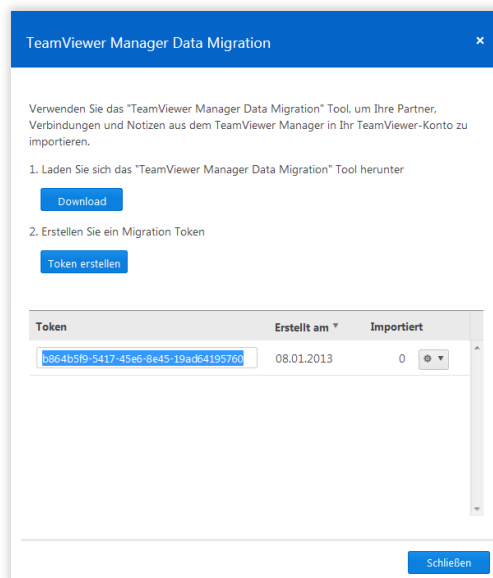 TeamViewer Manager Data Migration ×
Verwenden Sie das "TeamViewer Manager Data Migration" Tool, um Ihre Partner,
Verbindungen und Notizen aus dem TeamViewer Manager in Ihr TeamViewer-Konto zu
importieren.
1. Laden Sie sich das "TeamViewer Manager Data Migration" Tool herunter
Download
2. Erstellen Sie ein Migration Token
Token erstellen
Token Erstellt am ▼ Importiert
b864b5f9-5417-45e6-8e45-19ad64195760 08.01.2013 0
Schließen